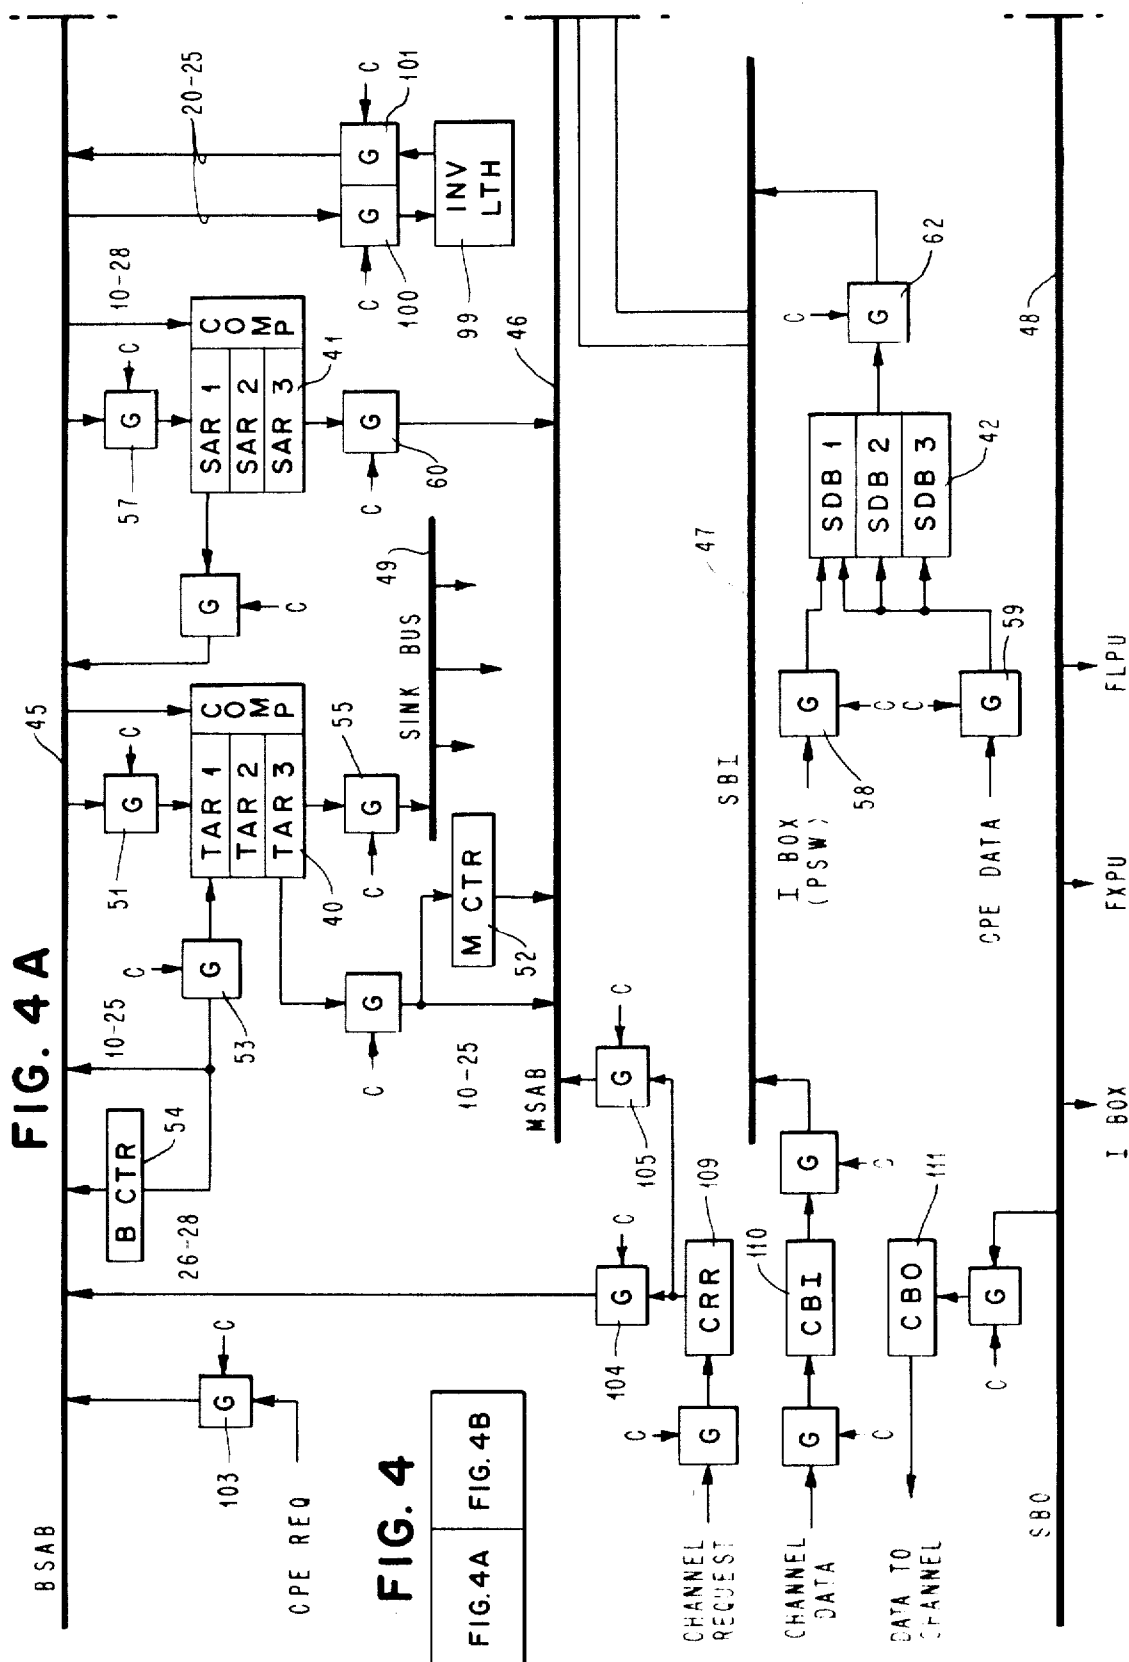 FIG. 4A
BSAB
45
CPE REQ
103
G
C
B CTR
54
26-28
10-25
53
G
C
51
G
C
TAR 1
TAR 2
TAR 3
COMP
40
G
C
55
G
C
57
G
C
10-28
SAR 1
SAR 2
SAR 3
COMP
41
60
G
C
20-25
C
G
G
C
100
101
INV
LTH
99
SINK BUS
49
M CTR
52
G
C
10-25
MSAB
46
FIG. 4
FIG. 4A
FIG. 4B
104
G
C
105
G
C
CHANNEL
REQUEST
G
C
CRR
109
SBI
47
CHANNEL
DATA
G
C
CBI
110
G
C
DATA TO
CHANNEL
CBO
111
G
C
I BOX
(PSW)
G
58
C
C
CPE DATA
G
59
SDB 1
SDB 2
SDB 3
42
G
C
62
SBO
48
I BOX
FXPU
FLPU